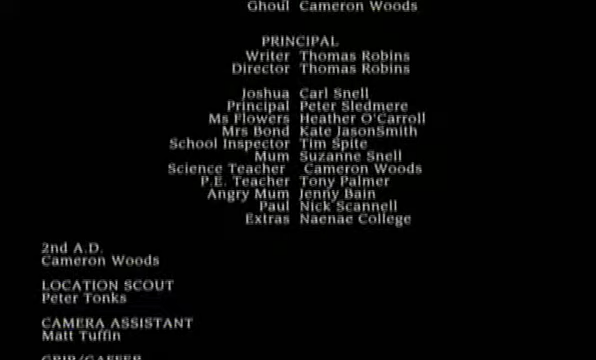 Ghoul Cameron Woods
PRINCIPAL
Writer Thomas Robins
Director Thomas Robins
Joshua Carl Snell
Principal Peter Sledmere
Ms Flowers Heather O'Carroll
Mrs Bond Kate JasonSmith
School Inspector Tim Spite
Mum Suzanne Snell
Science Teacher Cameron Woods
P.E. Teacher Tony Palmer
Angry Mum Jenny Bain
Paul Nick Scannell
Extras Naenae College
2nd A.D.
Cameron Woods
LOCATION SCOUT
Peter Tonks
CAMERA ASSISTANT
Matt Tuffin
GRIP/GAFFER